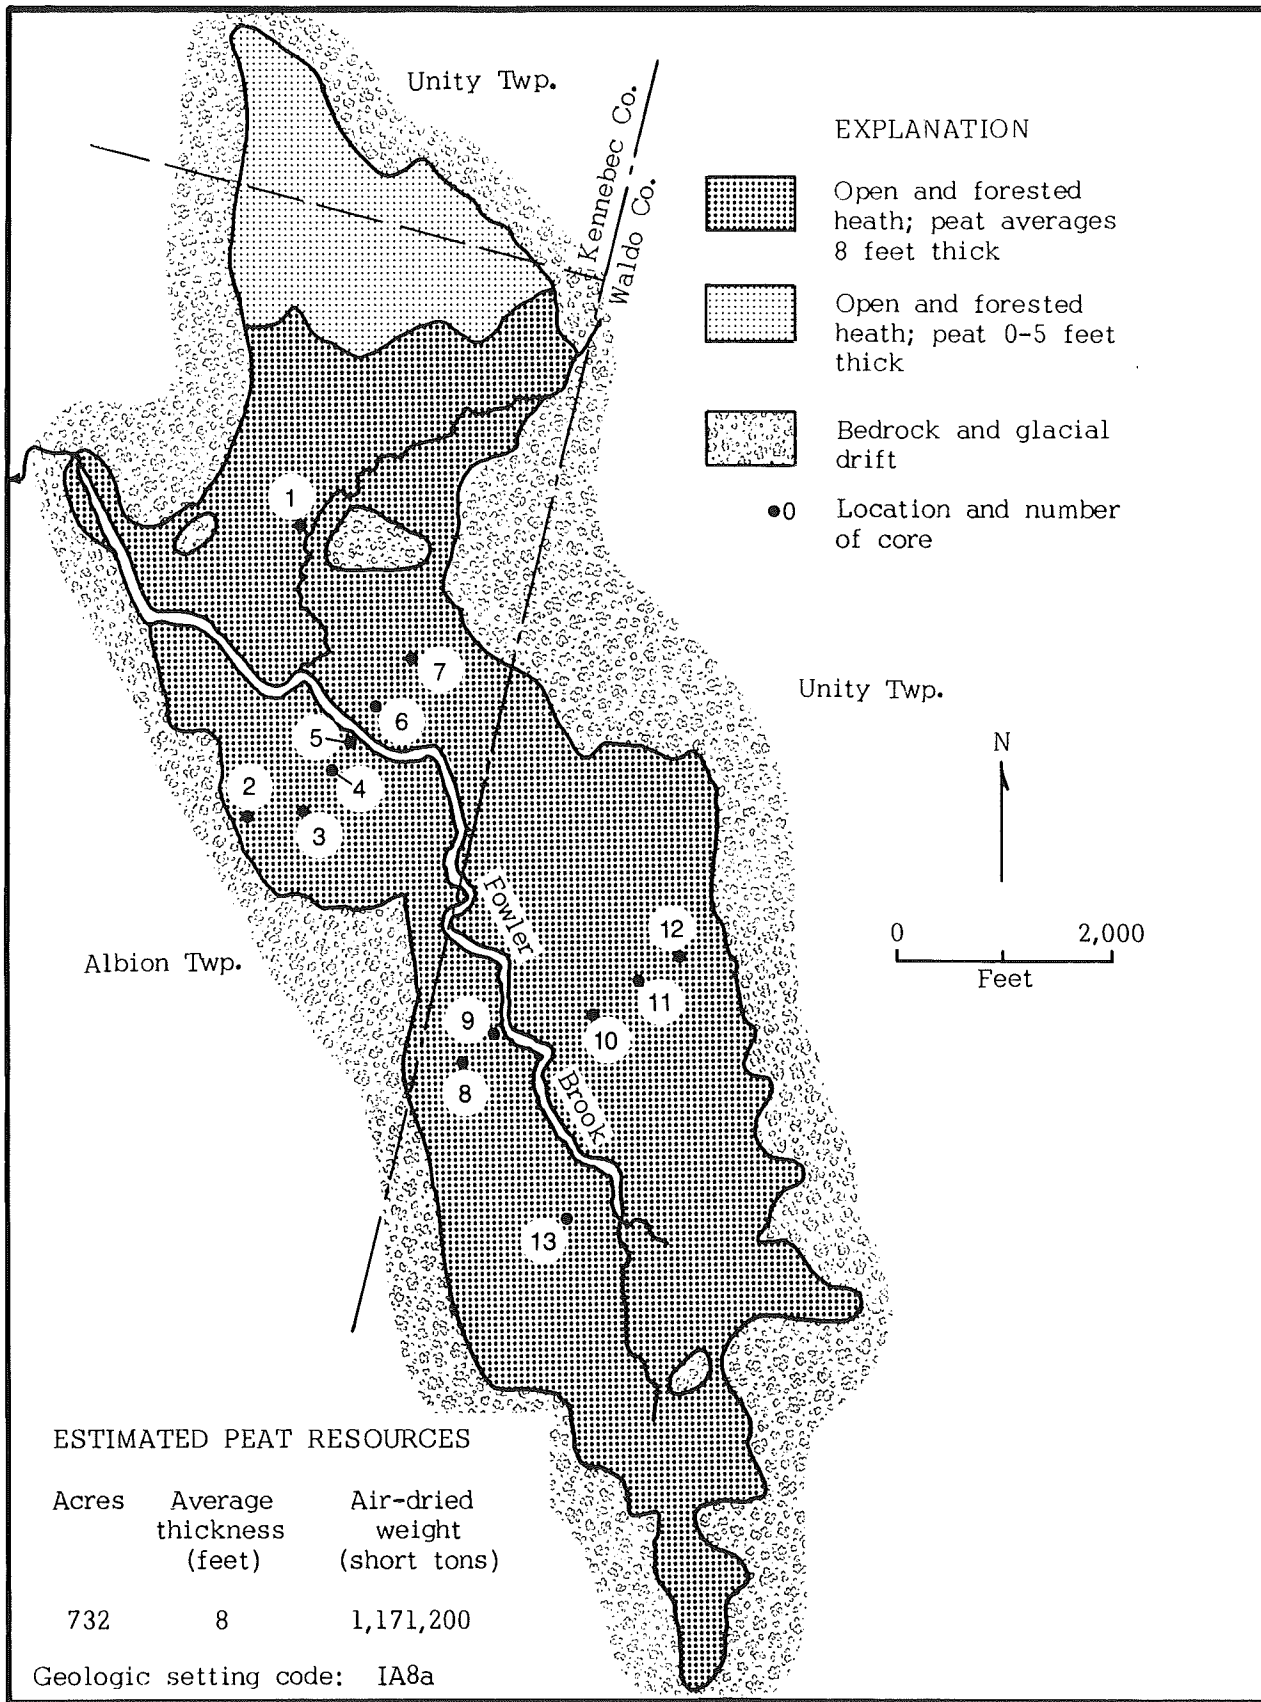 Unity Twp.
Kennebec Co.
Waldo Co.
EXPLANATION
Open and forested
heath; peat averages
8 feet thick
Open and forested
heath; peat 0-5 feet
thick
Bedrock and glacial
drift
0 Location and number
of core
1
7
6
5
4
2
3
Unity Twp.
N
0 2,000
Feet
Fowler
Brook
Albion Twp.
12
11
10
9
8
13
ESTIMATED PEAT RESOURCES
Acres Average Air-dried
thickness weight
(feet) (short tons)
732 8 1,171,200
Geologic setting code: IA8a